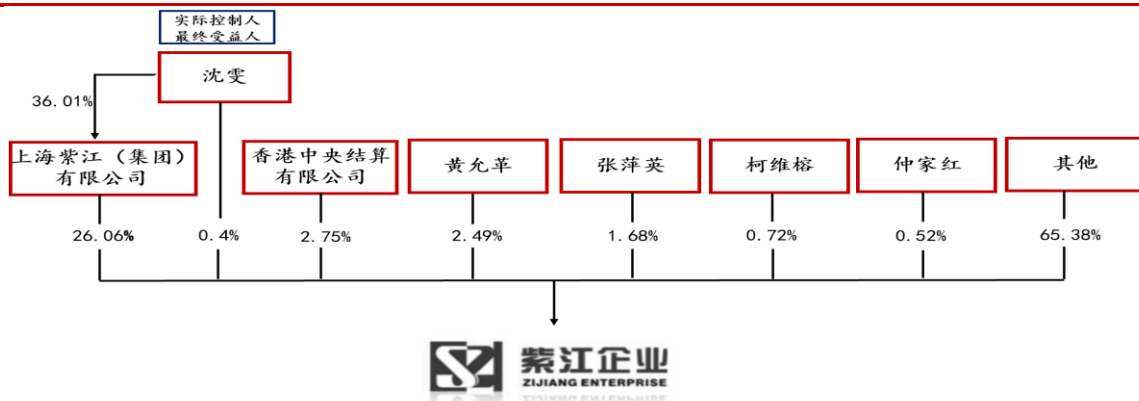 实际控制人
最终受益人
沈雯
36.01%
上海紫江（集团）
有限公司
香港中央结算
有限公司
黄允革
张萍英
柯维榕
仲家红
其他
26.06%
0.4%
2.75%
2.49%
1.68%
0.72%
0.52%
65.38%
紫江企业
ZIJIANG ENTERPRISE